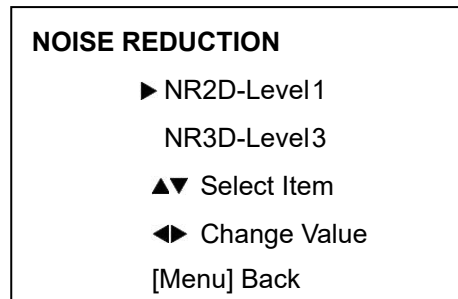 NOISE REDUCTION
▶ NR2D-Level1
NR3D-Level3
▲▼ Select Item
◀▶ Change Value
[Menu] Back